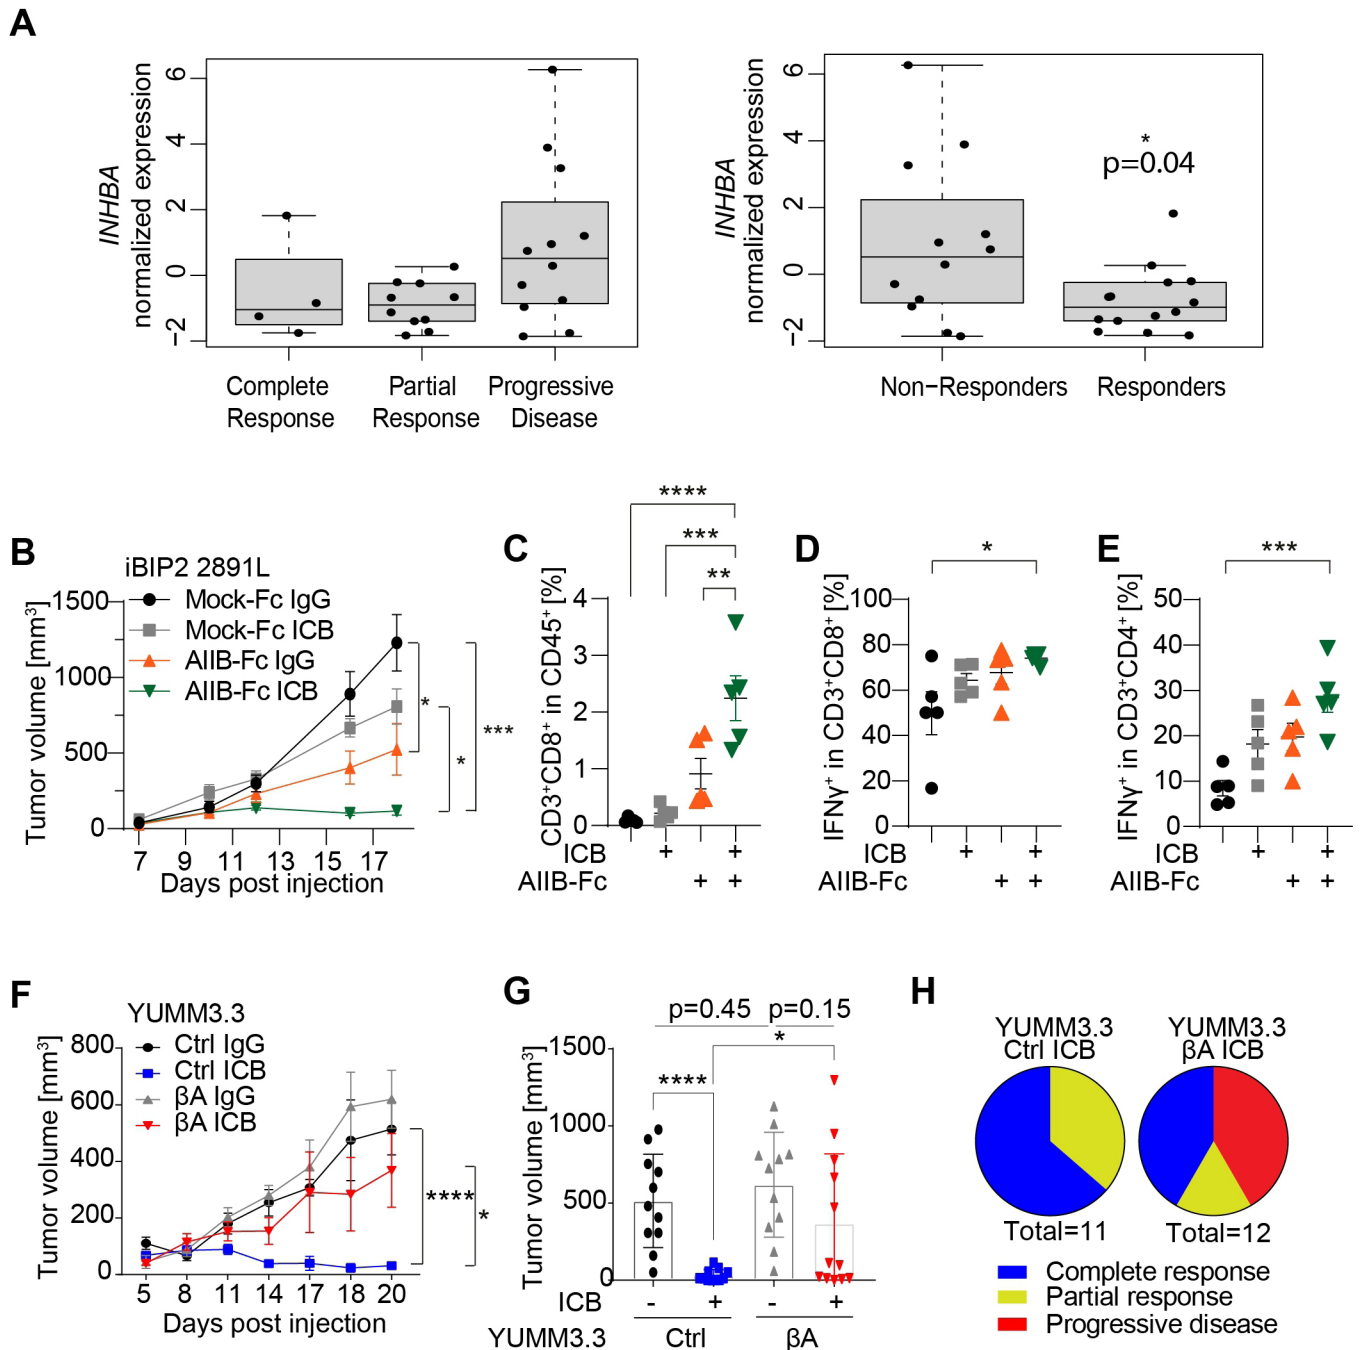 A
INHBA
normalized expression
6
4
2
0
−2
Complete
Response
Partial
Response
Progressive
Disease
INHBA
normalized expression
6
4
2
0
−2
*
p=0.04
Non−Responders
Responders
B
iBIP2 2891L
Mock-Fc IgG
Mock-Fc ICB
AIIB-Fc IgG
AIIB-Fc ICB
Tumor volume [mm³]
1500
1000
500
0
7 9 11 13 15 17
Days post injection
*
*
***
C
****
***
**
CD3⁺CD8⁺ in CD45⁺ [%]
4
3
2
1
0
ICB + +
AIIB-Fc + +
D
*
IFNγ⁺ in CD3⁺CD8⁺ [%]
100
80
60
40
20
0
ICB + +
AIIB-Fc + +
E
***
IFNγ⁺ in CD3⁺CD4⁺ [%]
50
40
30
20
10
0
ICB + +
AIIB-Fc + +
F
YUMM3.3
Ctrl IgG
Ctrl ICB
βA IgG
βA ICB
Tumor volume [mm³]
800
600
400
200
0
5 8 11 14 17 18 20
Days post injection
****
*
G
p=0.45 p=0.15
*
****
Tumor volume [mm³]
1500
1000
500
0
ICB - + - +
YUMM3.3 Ctrl βA
H
YUMM3.3
Ctrl ICB
Total=11
YUMM3.3
βA ICB
Total=12
Complete response
Partial response
Progressive disease